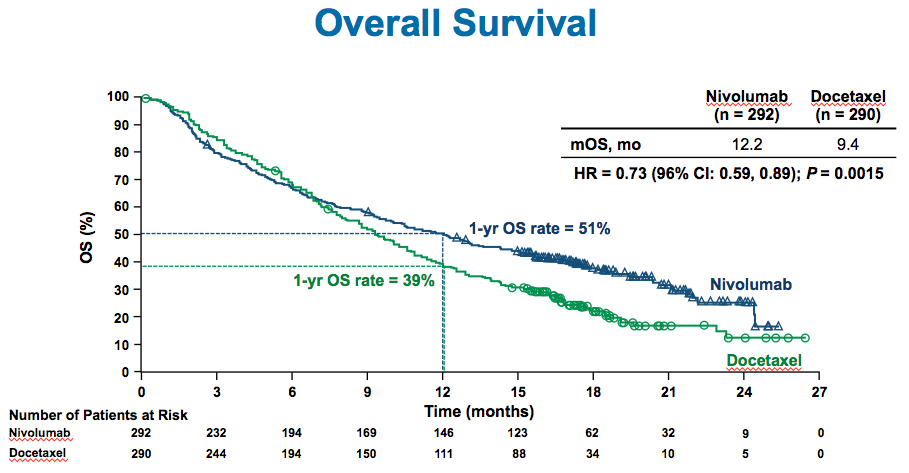 Overall Survival
Nivolumab Docetaxel
(n = 292) (n = 290)
mOS, mo 12.2 9.4
HR = 0.73 (96% CI: 0.59, 0.89); P = 0.0015
100
90
80
70
60
50
40
30
20
10
0
OS (%)
1-yr OS rate = 51%
1-yr OS rate = 39%
Nivolumab
Docetaxel
0 3 6 9 12 15 18 21 24 27
Time (months)
Number of Patients at Risk
Nivolumab 292 232 194 169 146 123 62 32 9 0
Docetaxel 290 244 194 150 111 88 34 10 5 0